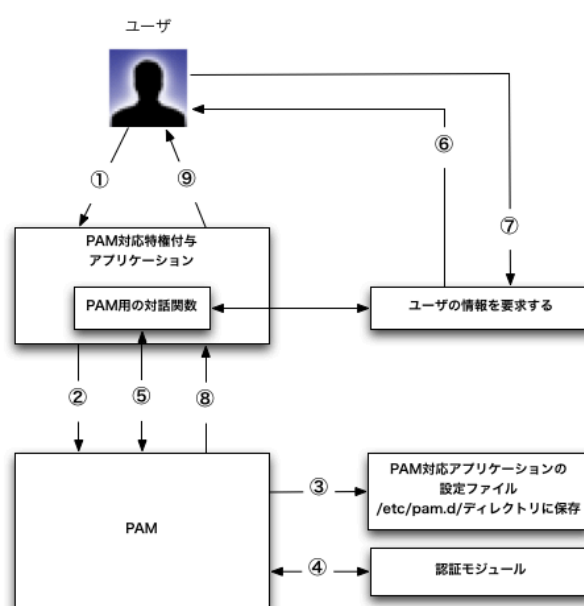 ユーザ
①
⑨
⑥
⑦
PAM対応特権付与
アプリケーション
PAM用の対話関数
ユーザの情報を要求する
②
⑤
⑧
PAM
③
PAM対応アプリケーションの
設定ファイル
/etc/pam.d/ディレクトリに保存
④
認証モジュール